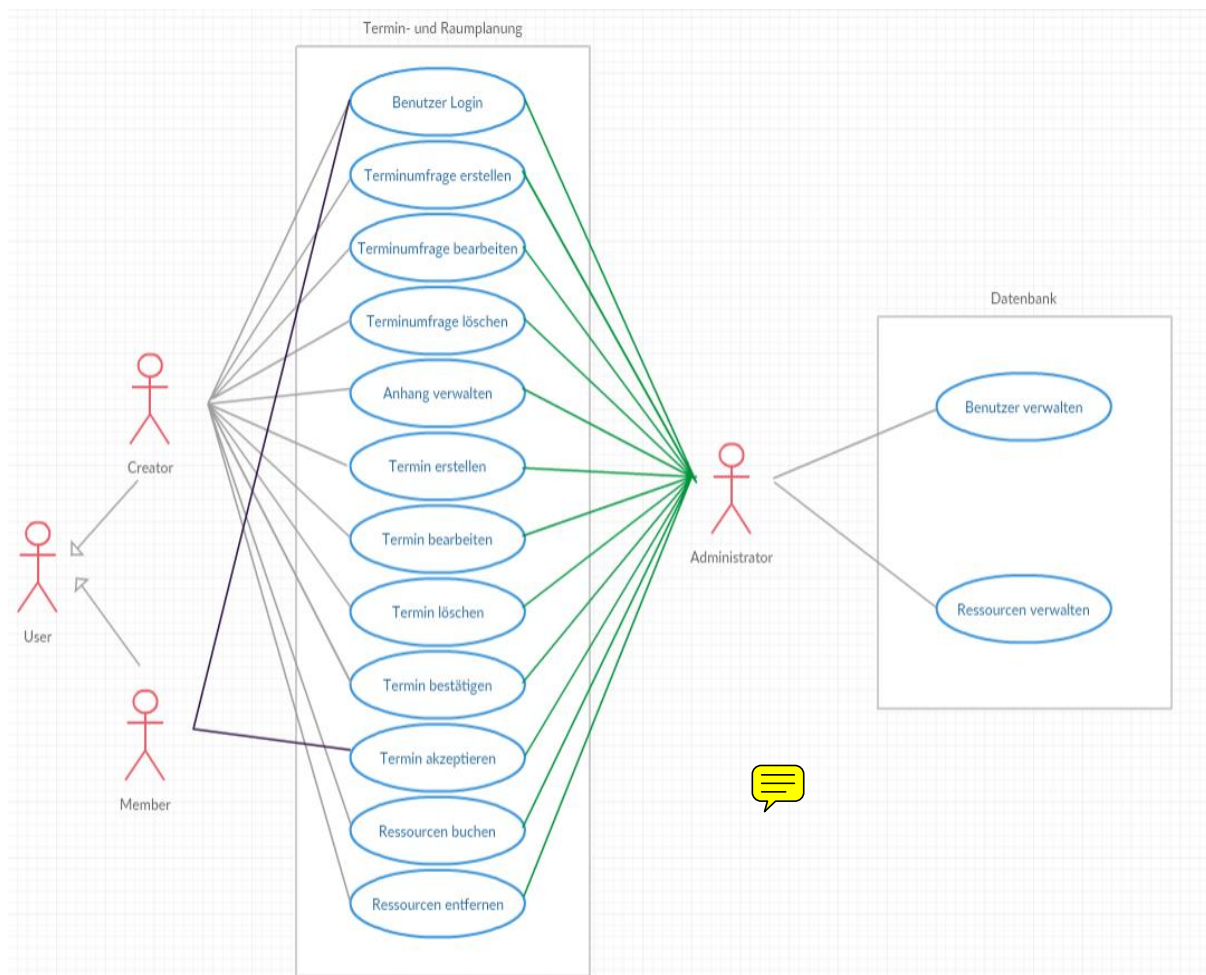 Termin- und Raumplanung
Benutzer Login
Terminumfrage erstellen
Terminumfrage bearbeiten
Terminumfrage löschen
Anhang verwalten
Termin erstellen
Termin bearbeiten
Termin löschen
Termin bestätigen
Termin akzeptieren
Ressourcen buchen
Ressourcen entfernen
Creator
User
Member
Administrator
Datenbank
Benutzer verwalten
Ressourcen verwalten